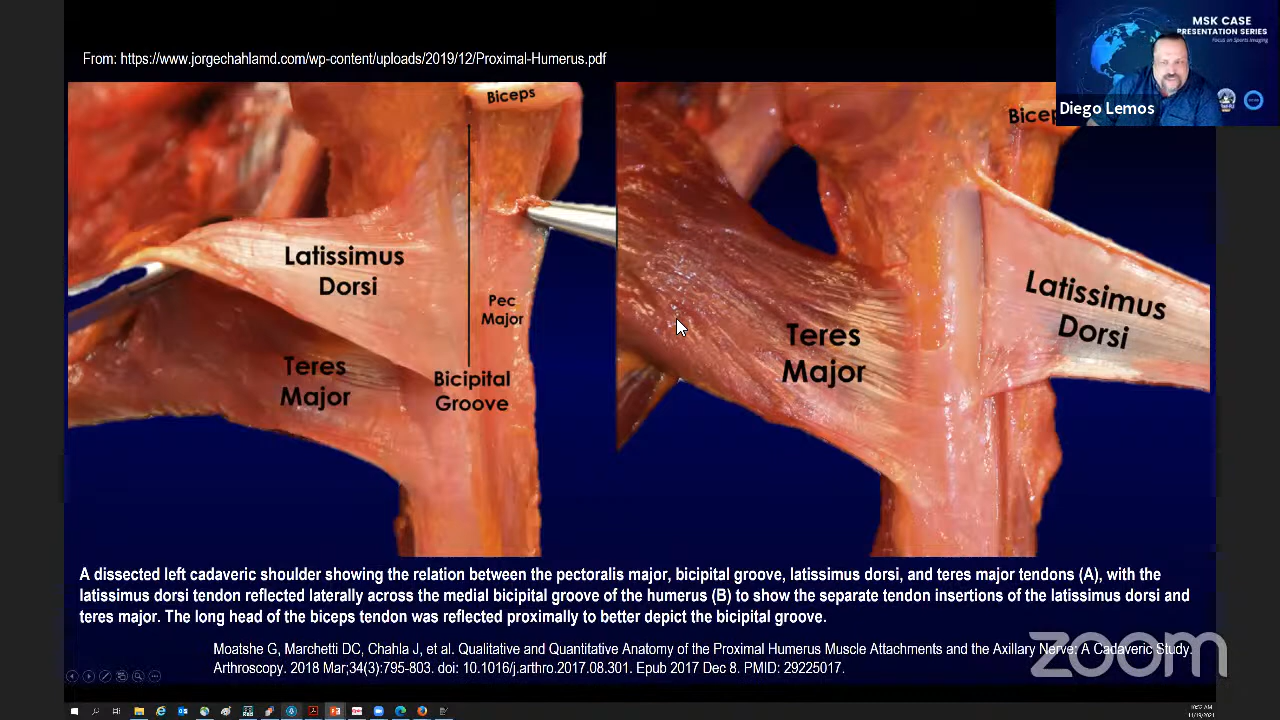 MSK CASE
PRESENTATION SERIES
Focus on Sports Imaging
Diego Lemos
From: https://www.jorgechahlamd.com/wp-content/uploads/2019/12/Proximal-Humerus.pdf
Biceps
Latissimus
Dorsi
Pec
Major
Teres
Major
Bicipital
Groove
Latissimus
Dorsi
Teres
Major
A dissected left cadaveric shoulder showing the relation between the pectoralis major, bicipital groove, latissimus dorsi, and teres major tendons (A), with the
latissimus dorsi tendon reflected laterally across the medial bicipital groove of the humerus (B) to show the separate tendon insertions of the latissimus dorsi and
teres major. The long head of the biceps tendon was reflected proximally to better depict the bicipital groove.
Moatshe G, Marchetti DC, Chahla J, et al. Qualitative and Quantitative Anatomy of the Proximal Humerus Muscle Attachments and the Axillary Nerve: A Cadaveric Study.
Arthroscopy. 2018 Mar;34(3):795-803. doi: 10.1016/j.arthro.2017.08.301. Epub 2017 Dec 8. PMID: 29225017.
zoom
10:52 AM